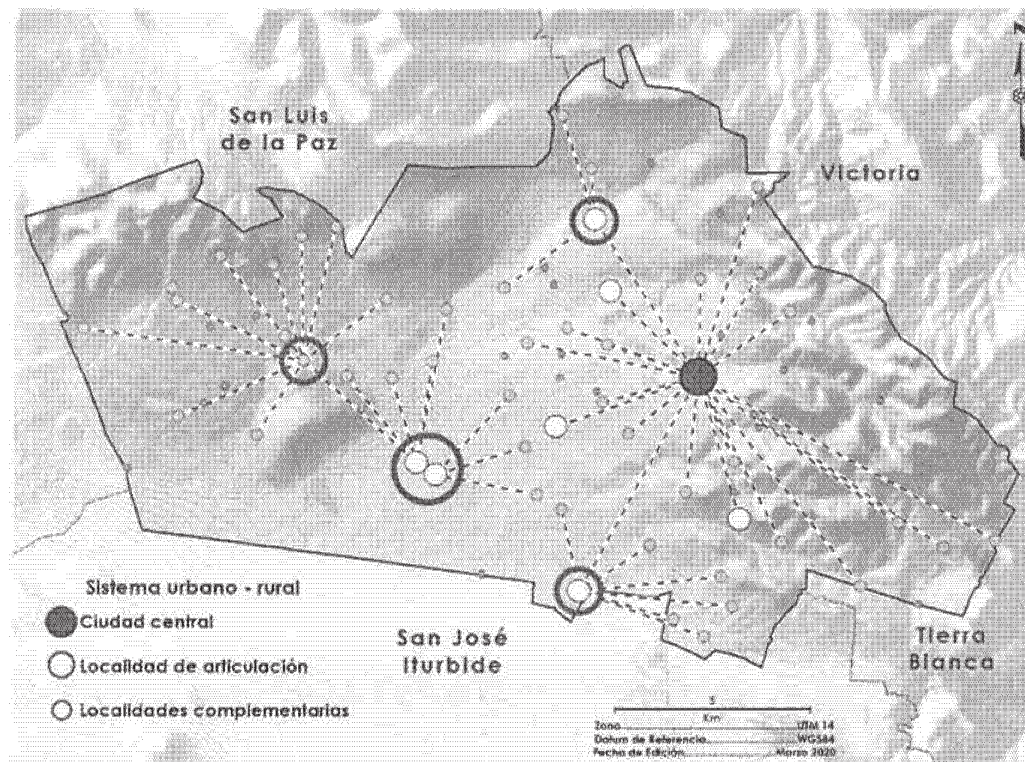 San Luis
de la Paz
Victoria
Sistema urbano - rural
Ciudad central
Localidad de articulación
Localidades complementarias
San José
Iturbide
Tierra
Blanca
5
Km
Zona UTM 14
Datum de Referencia WGS84
Fecha de Edición Marzo 2020